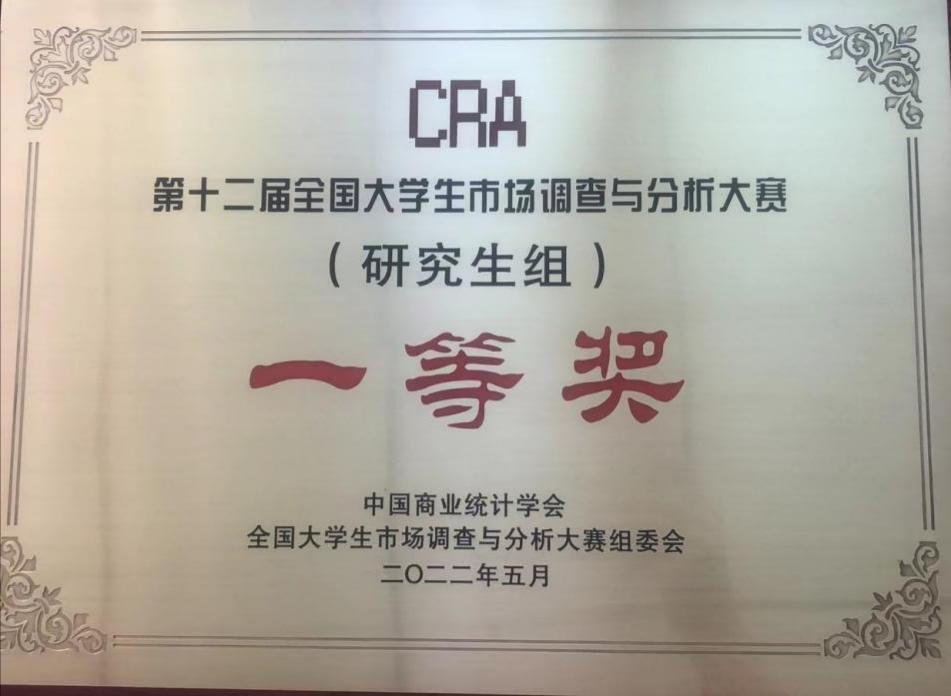 CRA
第十二届全国大学生市场调查与分析大赛
（研究生组）
一等奖
中国商业统计学会
全国大学生市场调查与分析大赛组委会
二〇二二年五月